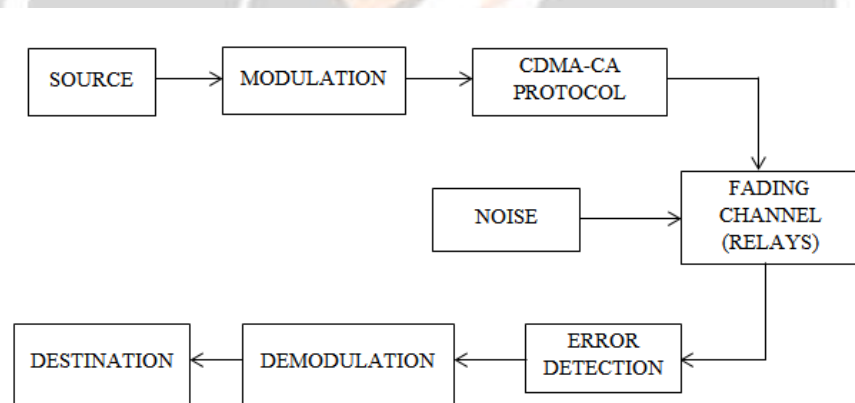 SOURCE
MODULATION
CDMA-CA
PROTOCOL
NOISE
FADING
CHANNEL
(RELAYS)
DESTINATION
DEMODULATION
ERROR
DETECTION